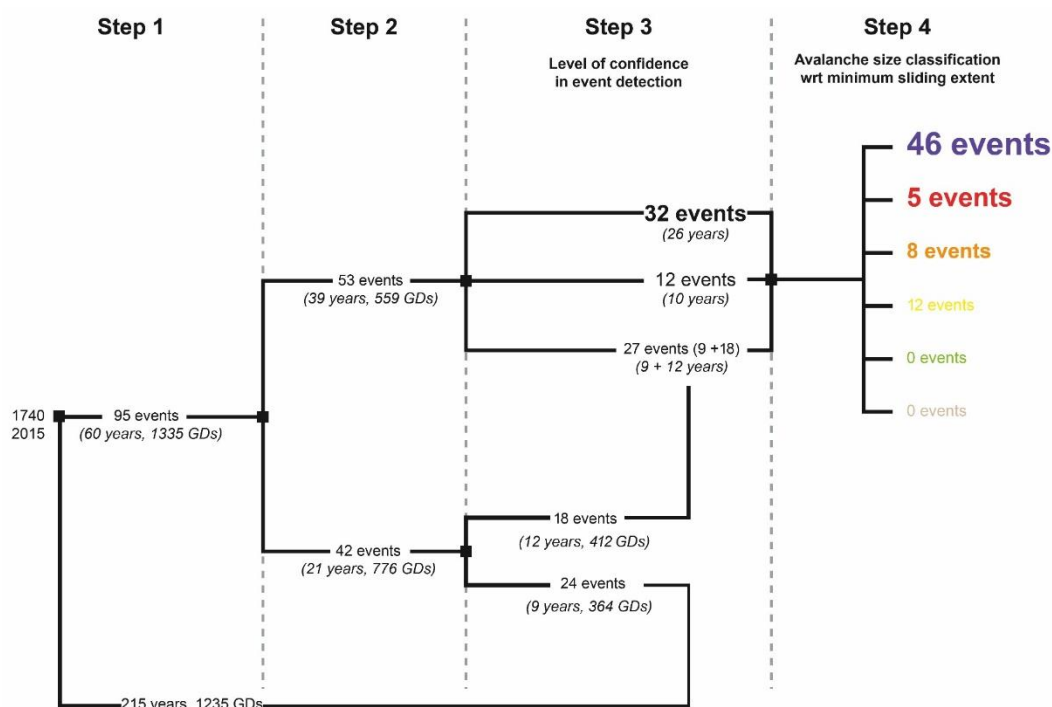 Step 1
Step 2
Step 3
Step 4
Level of confidence
in event detection
Avalanche size classification
wrt minimum sliding extent
46 events
5 events
8 events
12 events
0 events
0 events
32 events
(26 years)
12 events
(10 years)
27 events (9 +18)
(9 + 12 years)
53 events
(39 years, 559 GDs)
1740
2015
95 events
(60 years, 1335 GDs)
42 events
(21 years, 776 GDs)
18 events
(12 years, 412 GDs)
24 events
(9 years, 364 GDs)
215 years, 1235 GDs